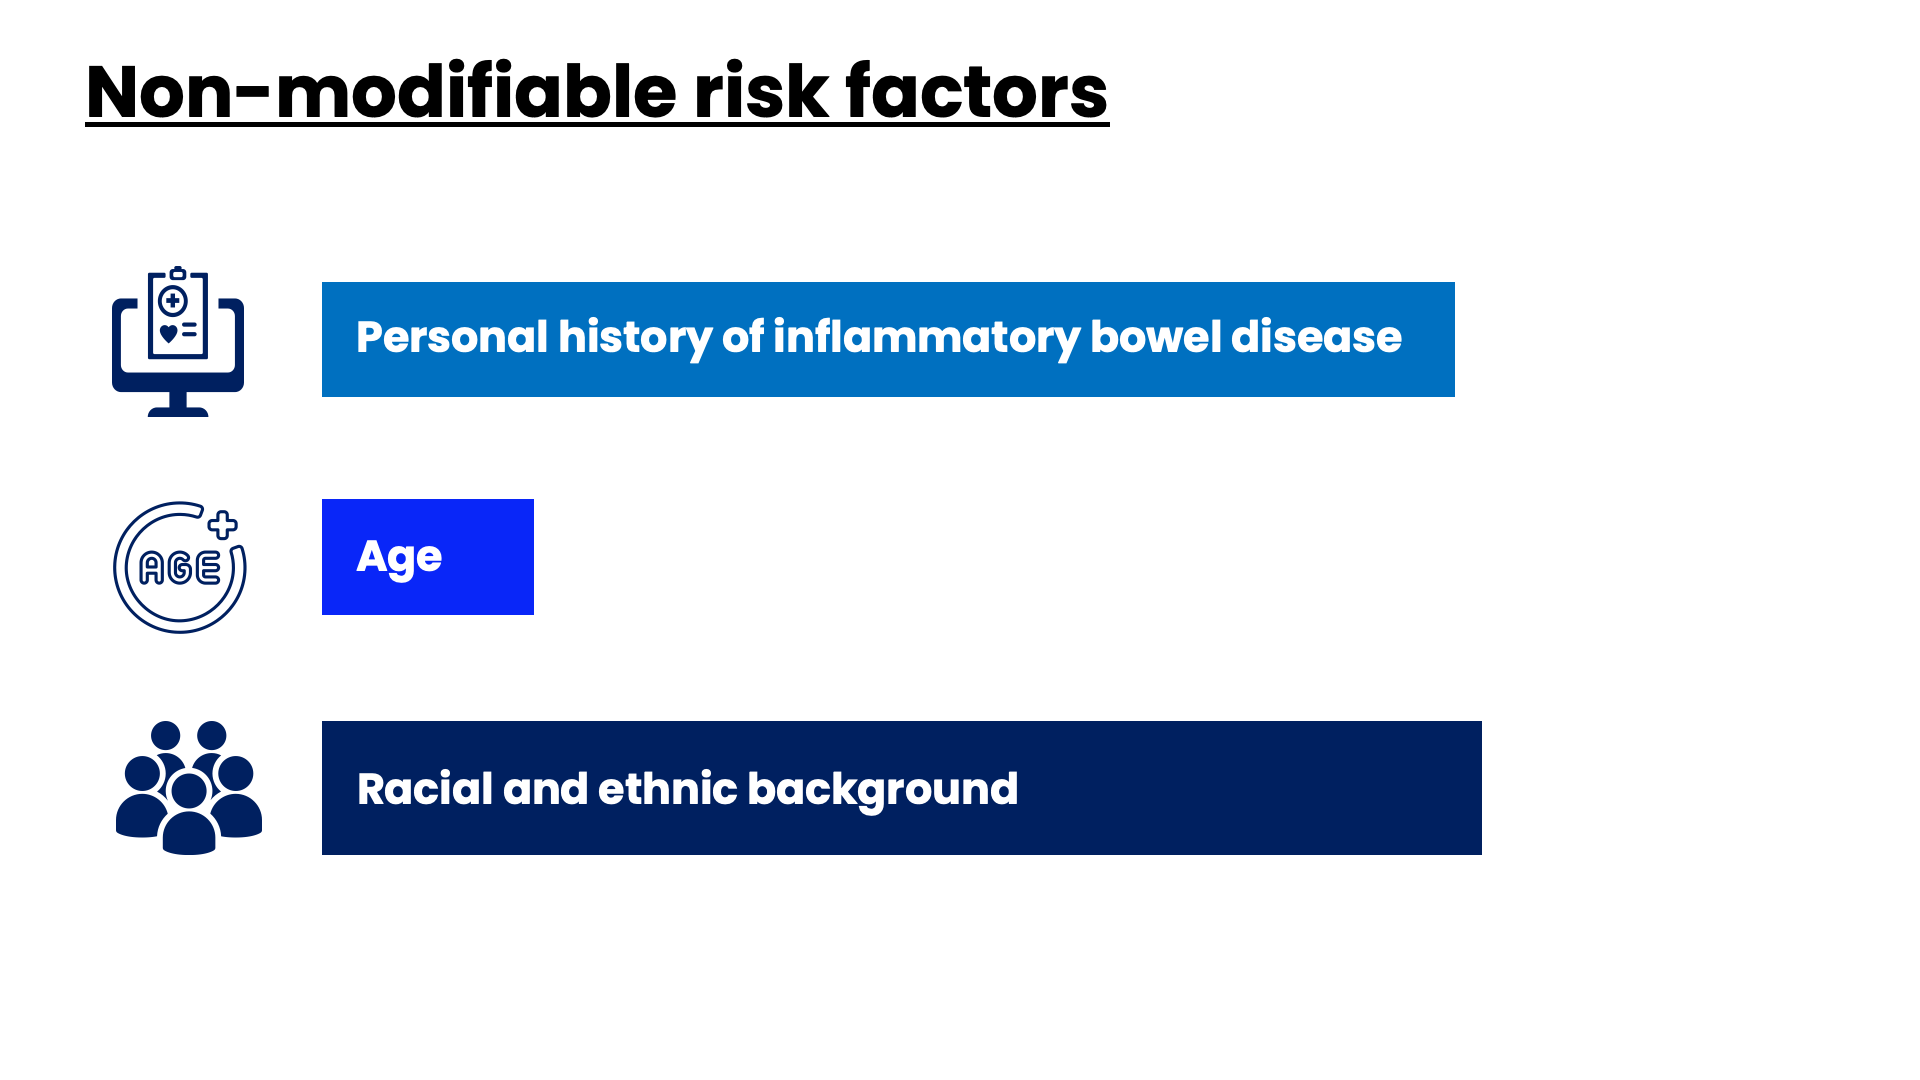 Non-modifiable risk factors
Personal history of inflammatory bowel disease
AGE
Age
Racial and ethnic background